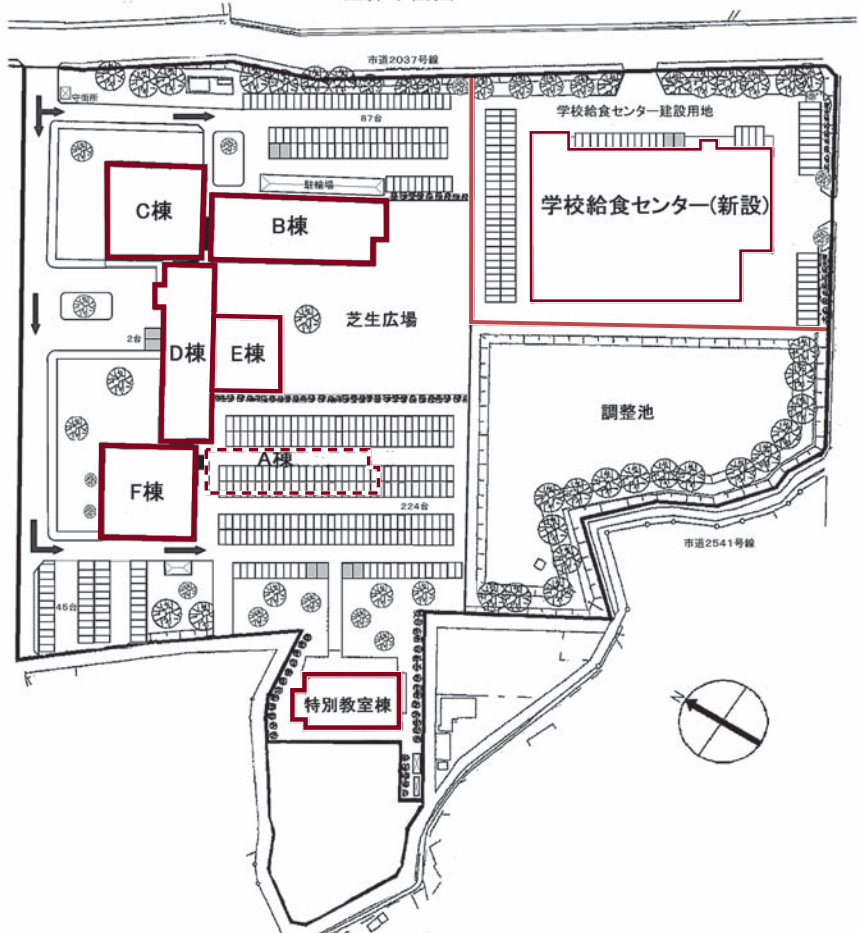 市道2037号線
守衛所
87台
学校給食センター建設用地
駐輪場
C棟
B棟
学校給食センター(新設)
芝生広場
2台
D棟
E棟
調整池
A棟
F棟
224台
市道2541号線
45台
特別教室棟
N